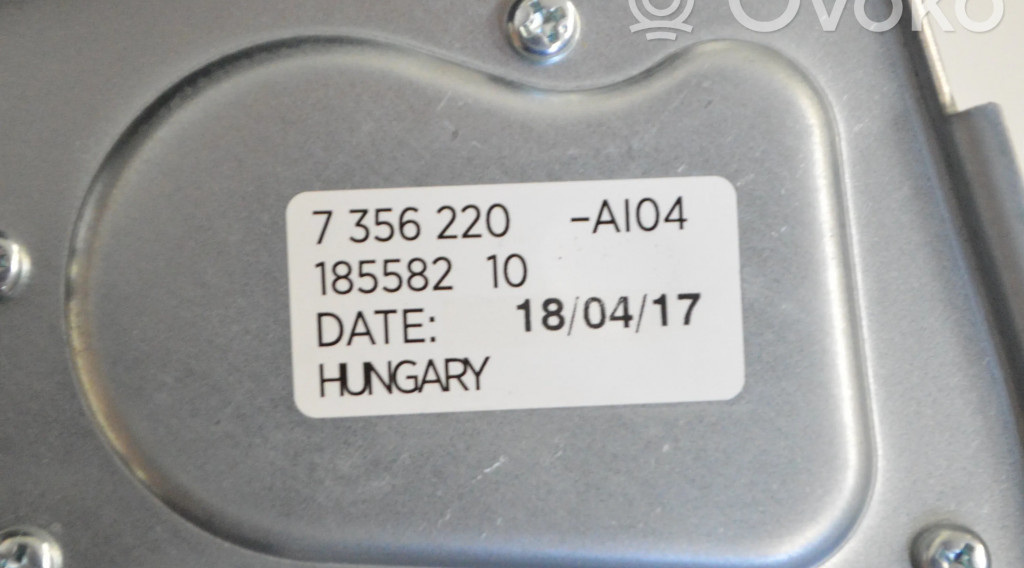 Ovoko
7 356 220 -AI04
185582 10
DATE: 18/04/17
HUNGARY